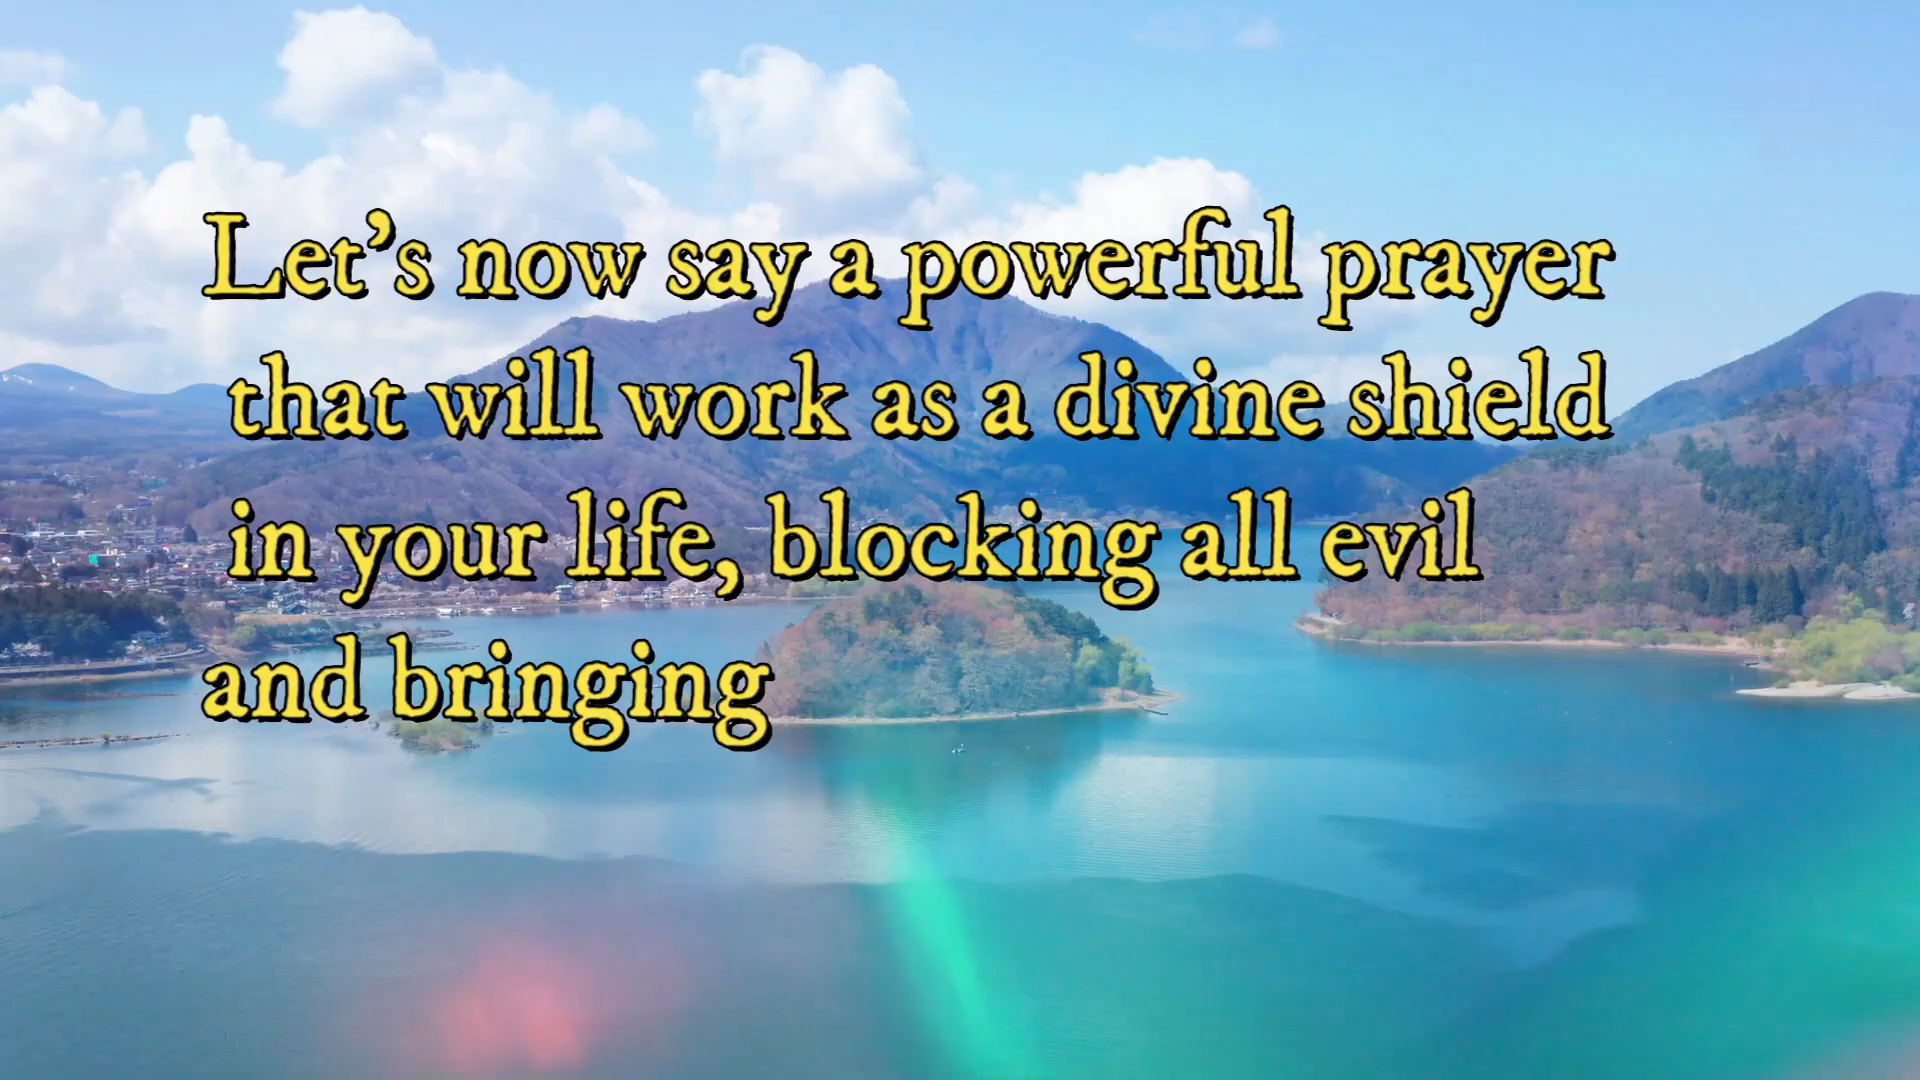 Let's now say a powerful prayer
that will work as a divine shield
in your life, blocking all evil
and bringing